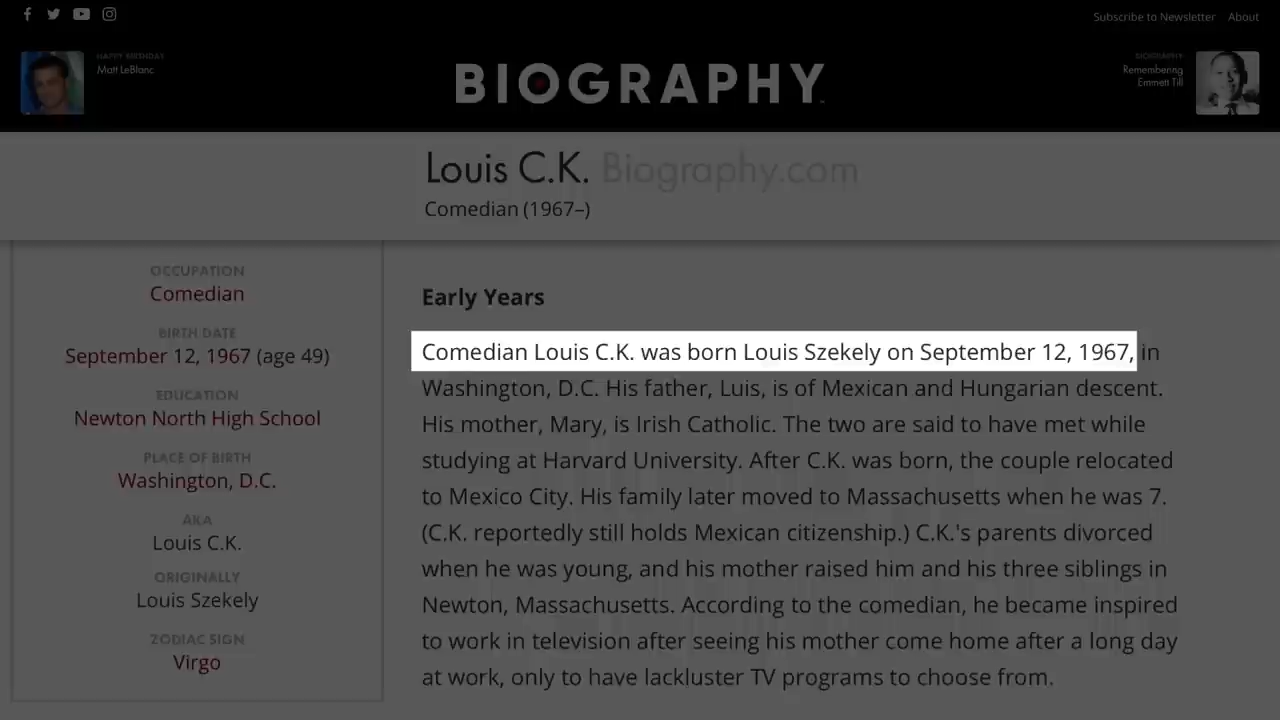 Subscribe to Newsletter About
HAPPY BIRTHDAY
Matt LeBlanc
BIOGRAPHY
BIOGRAPHY
Remembering
Emmett Till
Louis C.K. Biography.com
Comedian (1967–)
OCCUPATION
Comedian
BIRTH DATE
September 12, 1967 (age 49)
EDUCATION
Newton North High School
PLACE OF BIRTH
Washington, D.C.
AKA
Louis C.K.
ORIGINALLY
Louis Szekely
ZODIAC SIGN
Virgo
Early Years
Comedian Louis C.K. was born Louis Szekely on September 12, 1967, in
Washington, D.C. His father, Luis, is of Mexican and Hungarian descent.
His mother, Mary, is Irish Catholic. The two are said to have met while
studying at Harvard University. After C.K. was born, the couple relocated
to Mexico City. His family later moved to Massachusetts when he was 7.
(C.K. reportedly still holds Mexican citizenship.) C.K.'s parents divorced
when he was young, and his mother raised him and his three siblings in
Newton, Massachusetts. According to the comedian, he became inspired
to work in television after seeing his mother come home after a long day
at work, only to have lackluster TV programs to choose from.